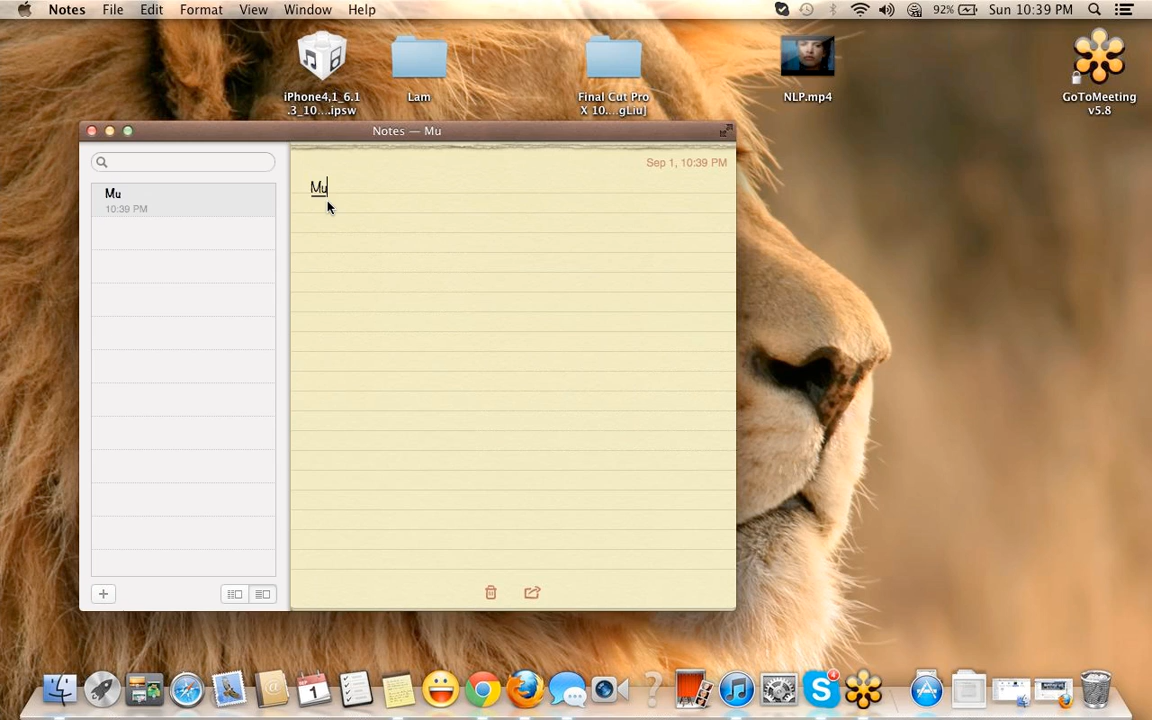 Notes File Edit Format View Window Help 92% Sun 10:39 PM
iPhone4,1_6.1
.3_10...ipsw
Lam
Final Cut Pro
X 10....gLiu]
NLP.mp4
GoToMeeting
v5.8
Notes — Mu
Sep 1, 10:39 PM
Mu
10:39 PM
Mu
1
4